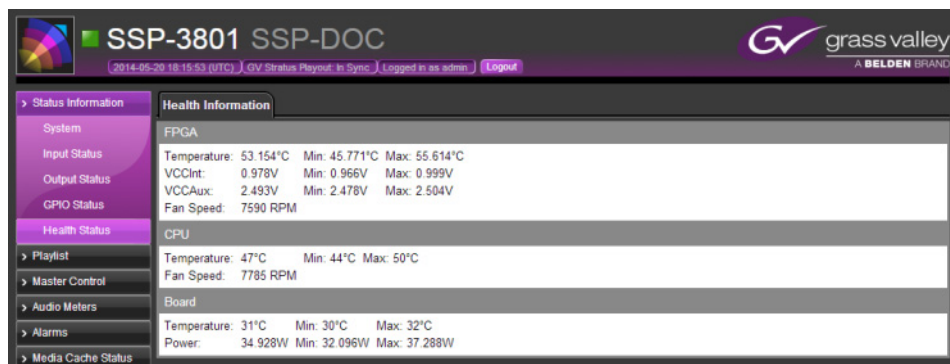 SSP-3801 SSP-DOC
2014-05-20 18:15:53 (UTC) GV Stratus Playout: In Sync Logged in as admin Logout
GV grass valley
A BELDEN BRAND
Status Information
System
Input Status
Output Status
GPIO Status
Health Status
Playlist
Master Control
Audio Meters
Alarms
Media Cache Status
Health Information
FPGA
Temperature: 53.154°C Min: 45.771°C Max: 55.614°C
VCCInt: 0.978V Min: 0.966V Max: 0.999V
VCCAux: 2.493V Min: 2.478V Max: 2.504V
Fan Speed: 7590 RPM
CPU
Temperature: 47°C Min: 44°C Max: 50°C
Fan Speed: 7785 RPM
Board
Temperature: 31°C Min: 30°C Max: 32°C
Power: 34.928W Min: 32.096W Max: 37.288W